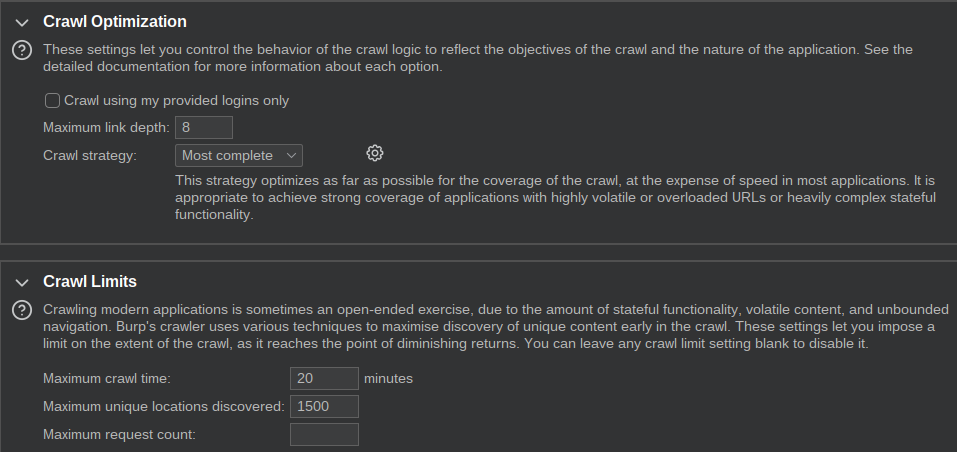 Crawl Optimization
These settings let you control the behavior of the crawl logic to reflect the objectives of the crawl and the nature of the application. See the
detailed documentation for more information about each option.
Crawl using my provided logins only
Maximum link depth: 8
Crawl strategy: Most complete
This strategy optimizes as far as possible for the coverage of the crawl, at the expense of speed in most applications. It is
appropriate to achieve strong coverage of applications with highly volatile or overloaded URLs or heavily complex stateful
functionality.
Crawl Limits
Crawling modern applications is sometimes an open-ended exercise, due to the amount of stateful functionality, volatile content, and unbounded
navigation. Burp's crawler uses various techniques to maximise discovery of unique content early in the crawl. These settings let you impose a
limit on the extent of the crawl, as it reaches the point of diminishing returns. You can leave any crawl limit setting blank to disable it.
Maximum crawl time: 20 minutes
Maximum unique locations discovered: 1500
Maximum request count: